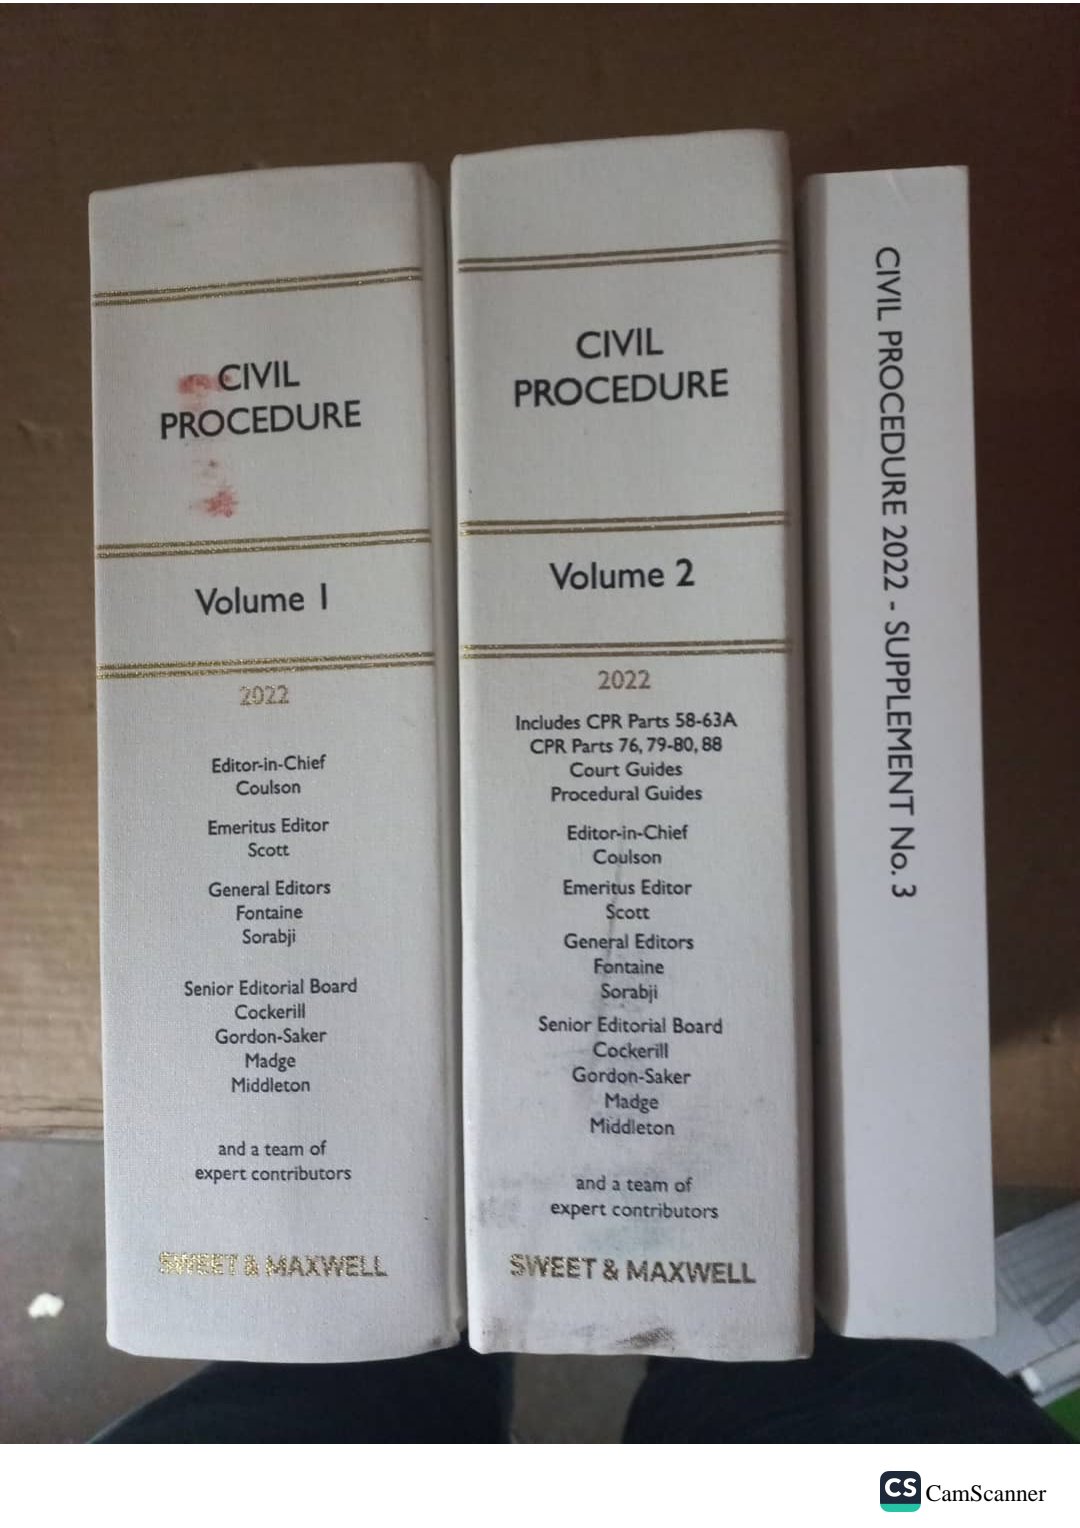 CIVIL
PROCEDURE
Volume 1
2022
Editor-in-Chief
Coulson
Emeritus Editor
Scott
General Editors
Fontaine
Sorabji
Senior Editorial Board
Cockerill
Gordon-Saker
Madge
Middleton
and a team of
expert contributors
SWEET & MAXWELL
CIVIL
PROCEDURE
Volume 2
2022
Includes CPR Parts 58-63A
CPR Parts 76, 79-80, 88
Court Guides
Procedural Guides
Editor-in-Chief
Coulson
Emeritus Editor
Scott
General Editors
Fontaine
Sorabji
Senior Editorial Board
Cockerill
Gordon-Saker
Madge
Middleton
and a team of
expert contributors
SWEET & MAXWELL
CIVIL PROCEDURE 2022 - SUPPLEMENT No. 3
CS CamScanner